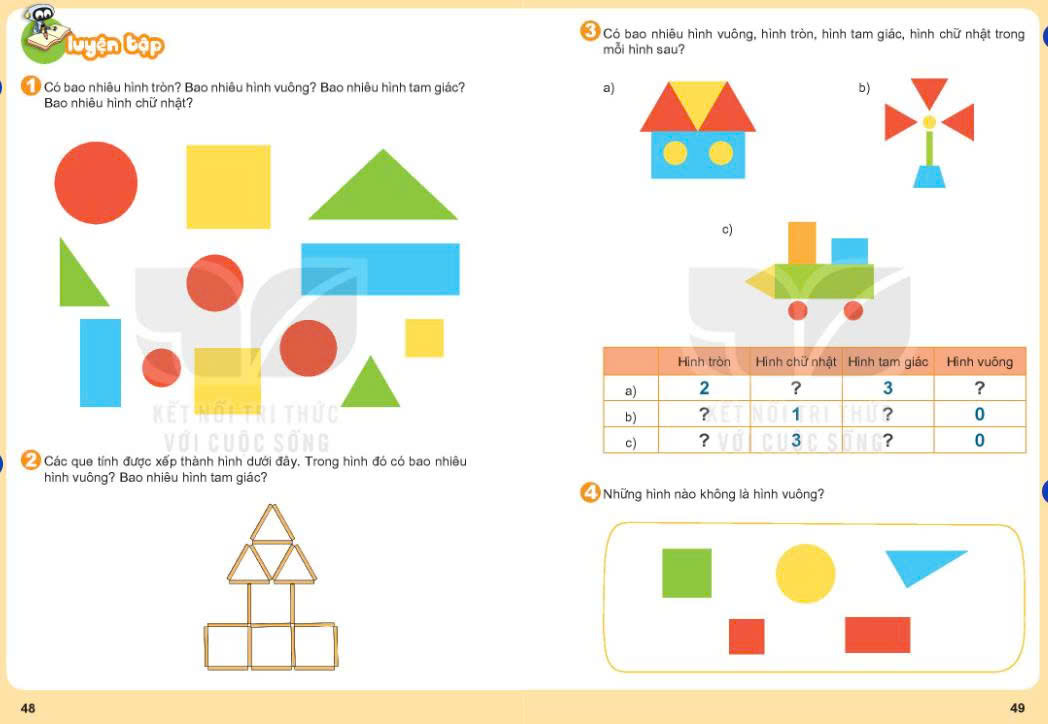 luyện tập
1 Có bao nhiêu hình tròn? Bao nhiêu hình vuông? Bao nhiêu hình tam giác?
Bao nhiêu hình chữ nhật?
KẾT NỐI TRI THỨC
VỚI CUỘC SỐNG
2 Các que tính được xếp thành hình dưới đây. Trong hình đó có bao nhiêu
hình vuông? Bao nhiêu hình tam giác?
48
3 Có bao nhiêu hình vuông, hình tròn, hình tam giác, hình chữ nhật trong
mỗi hình sau?
a)
b)
c)
Hình tròn Hình chữ nhật Hình tam giác Hình vuông
a) 2 ? 3 ?
b) ? 1 ? 0
c) ? 3 ? 0
KẾT NỐI TRI THỨC
VỚI CUỘC SỐNG
4 Những hình nào không là hình vuông?
49